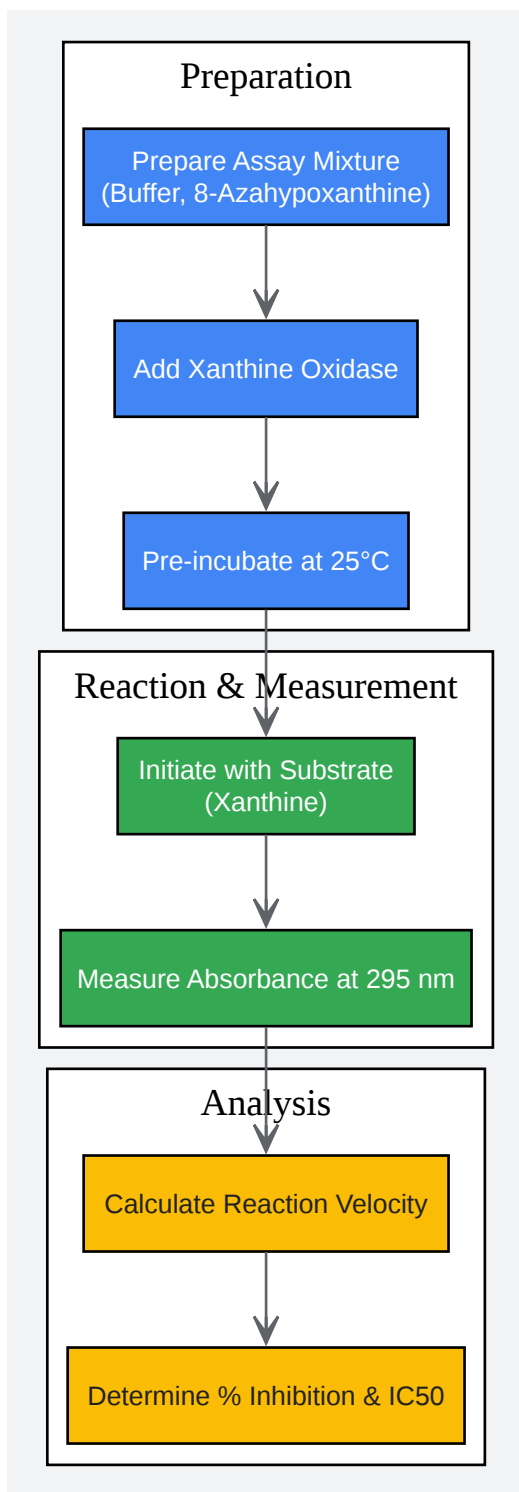 Preparation
Prepare Assay Mixture
(Buffer, 8-Azahypoxanthine)
Add Xanthine Oxidase
Pre-incubate at 25°C
Reaction & Measurement
Initiate with Substrate
(Xanthine)
Measure Absorbance at 295 nm
Analysis
Calculate Reaction Velocity
Determine % Inhibition & IC50